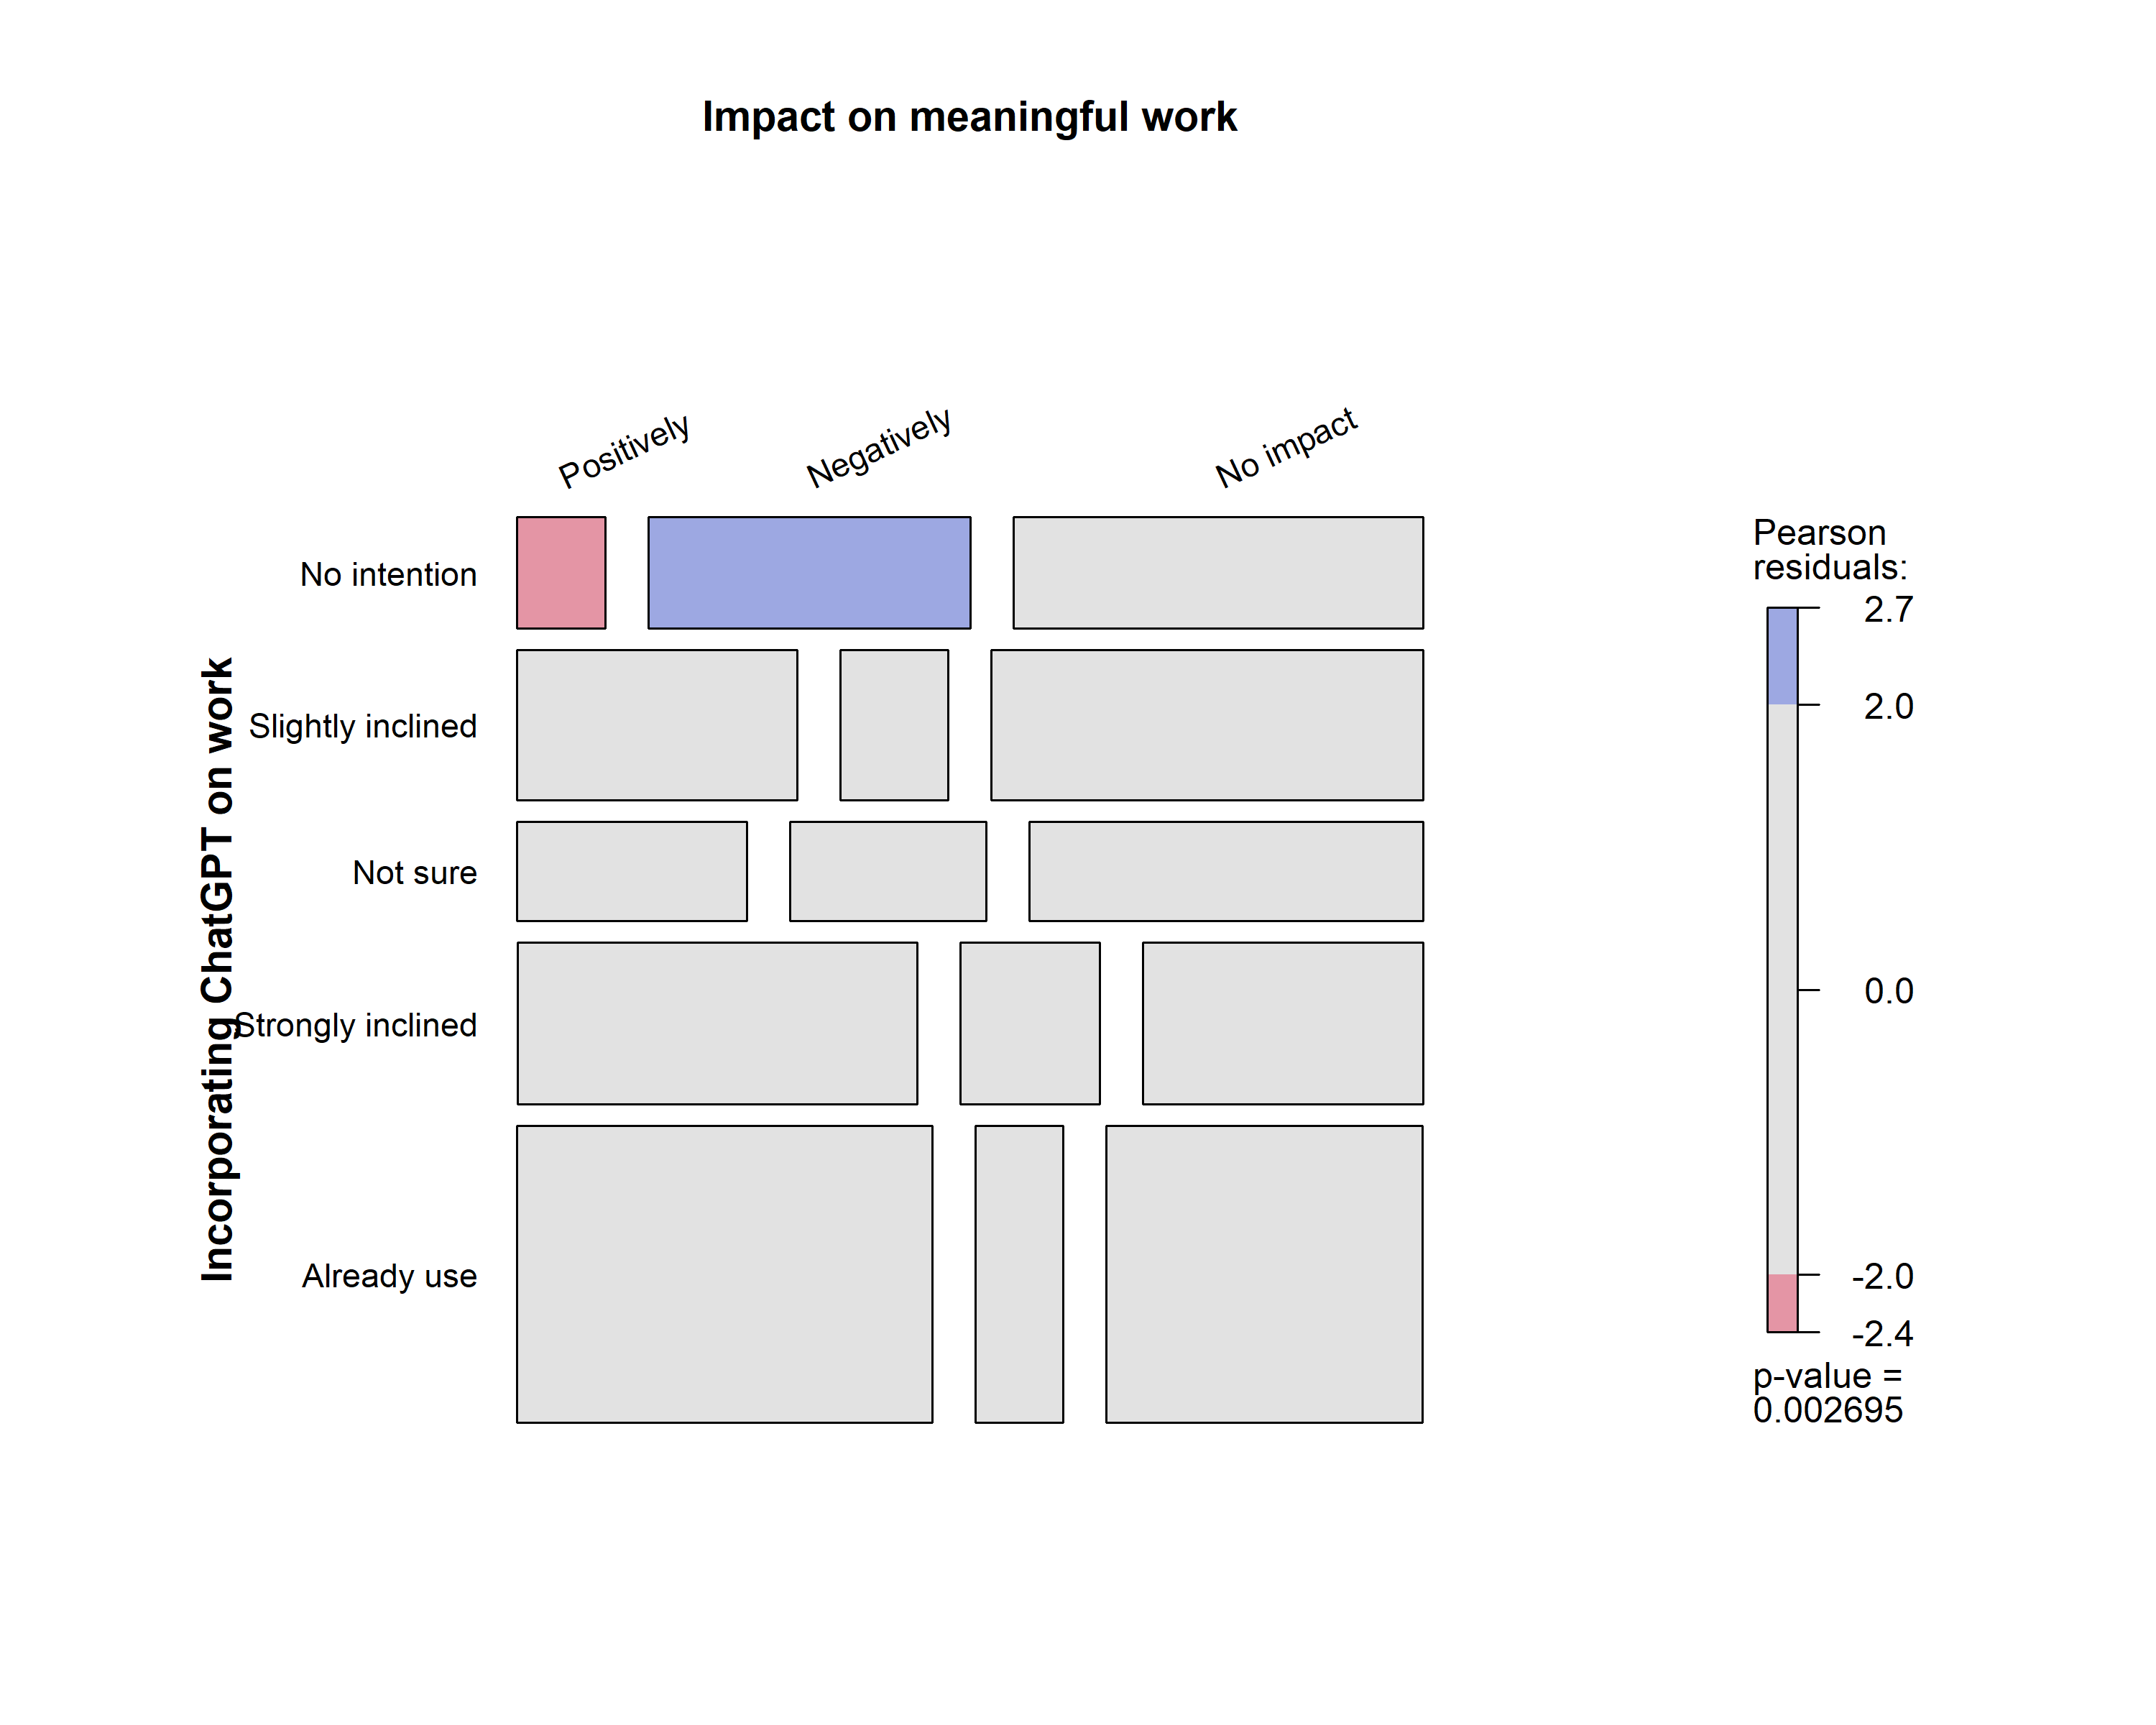 Impact on meaningful work
Positively
Negatively
No impact
Incorporating ChatGPT on work
No intention
Slightly inclined
Not sure
Strongly inclined
Already use
Pearson
residuals:
2.7
2.0
0.0
-2.0
-2.4
p-value =
0.002695